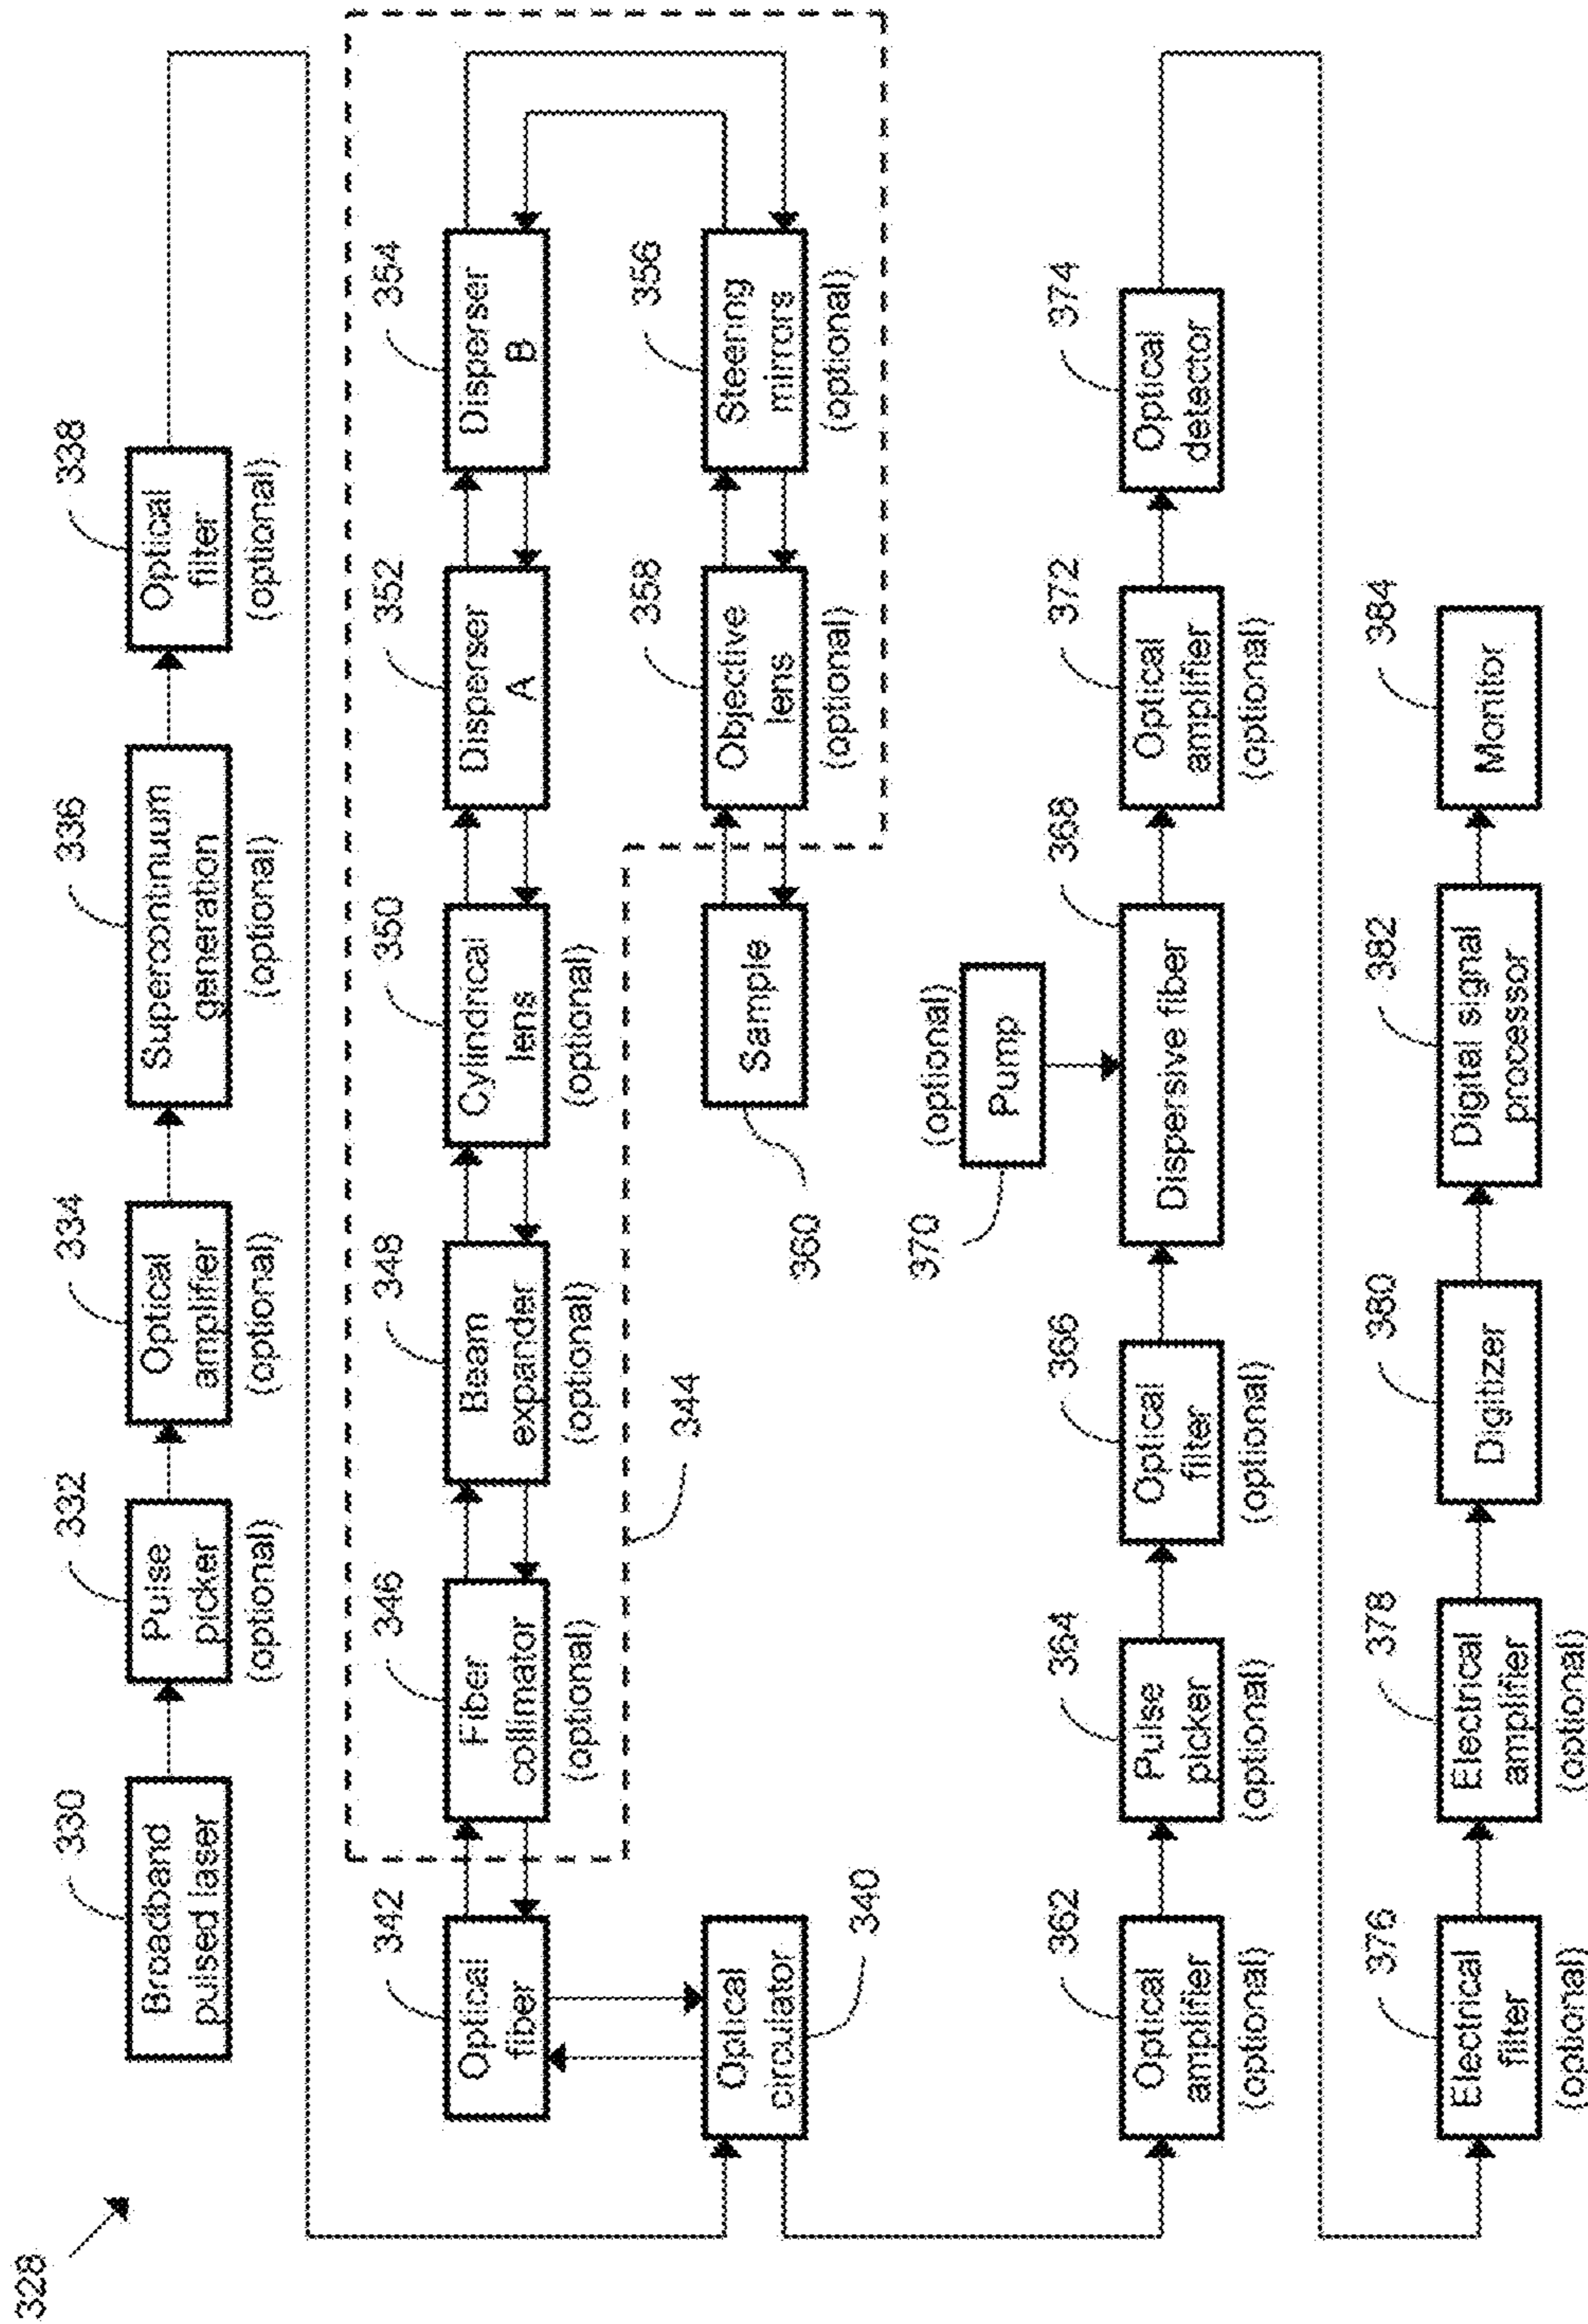 328
330
Broadband
pulsed laser
332
Pulse
picker
(optional)
334
Optical
amplifier
(optional)
336
Supercontinuum
generation
(optional)
338
Optical
filter
(optional)
342
Optical
fiber
346
Fiber
collimator
(optional)
348
Beam
expander
(optional)
350
Cylindrical
lens
(optional)
352
Disperser
A
354
Disperser
B
344
340
Optical
circulator
360
Sample
358
Objective
lens
(optional)
356
Steering
mirrors
(optional)
362
Optical
amplifier
(optional)
364
Pulse
picker
(optional)
366
Optical
filter
(optional)
370
(optional)
Pump
368
Dispersive fiber
372
Optical
amplifier
(optional)
374
Optical
detector
376
Electrical
filter
(optional)
378
Electrical
amplifier
(optional)
380
Digitizer
382
Digital signal
processor
384
Monitor